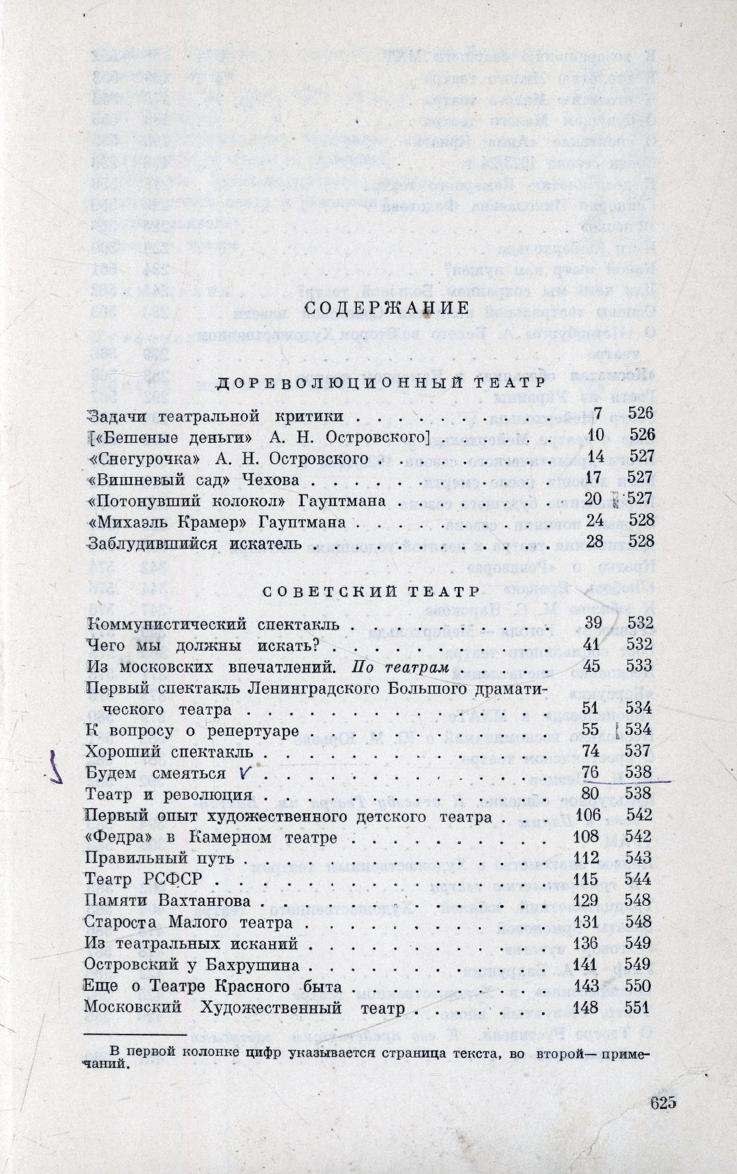 СОДЕРЖАНИЕ
ДОРЕВОЛЮЦИОННЫЙ ТЕАТР
Задачи театральной критики . . . . . . . . . . . 7 526
[«Бешеные деньги» А. Н. Островского] . . . . . . . 10 526
«Снегурочка» А. Н. Островского . . . . . . . . . 14 527
«Вишневый сад» Чехова . . . . . . . . . . . . 17 527
«Потонувший колокол» Гауптмана . . . . . . . . . 20 527
«Михаэль Крамер» Гауптмана . . . . . . . . . . 24 528
Заблудившийся искатель . . . . . . . . . . . . 28 528
СОВЕТСКИЙ ТЕАТР
Коммунистический спектакль . . . . . . . . . . . 39 532
Чего мы должны искать? . . . . . . . . . . . . 41 532
Из московских впечатлений. По театрам . . . . . . . 45 533
Первый спектакль Ленинградского Большого драмати-
ческого театра . . . . . . . . . . . . . . 51 534
К вопросу о репертуаре . . . . . . . . . . . . 55 534
Хороший спектакль . . . . . . . . . . . . . . 74 537
Будем смеяться . . . . . . . . . . . . . . 76 538
Театр и революция . . . . . . . . . . . . . . 80 538
Первый опыт художественного детского театра . . . . 106 542
«Федра» в Камерном театре . . . . . . . . . . . 108 542
Правильный путь . . . . . . . . . . . . . . . 112 543
Театр РСФСР . . . . . . . . . . . . . . . . 115 544
Памяти Вахтангова . . . . . . . . . . . . . . 129 548
Староста Малого театра . . . . . . . . . . . . 131 548
Из театральных исканий . . . . . . . . . . . . 136 549
Островский у Бахрушина . . . . . . . . . . . . 141 549
Еще о Театре Красного быта . . . . . . . . . . . 143 550
Московский Художественный театр . . . . . . . . . 148 551
В первой колонке цифр указывается страница текста, во второй— приме-
чаний.
625